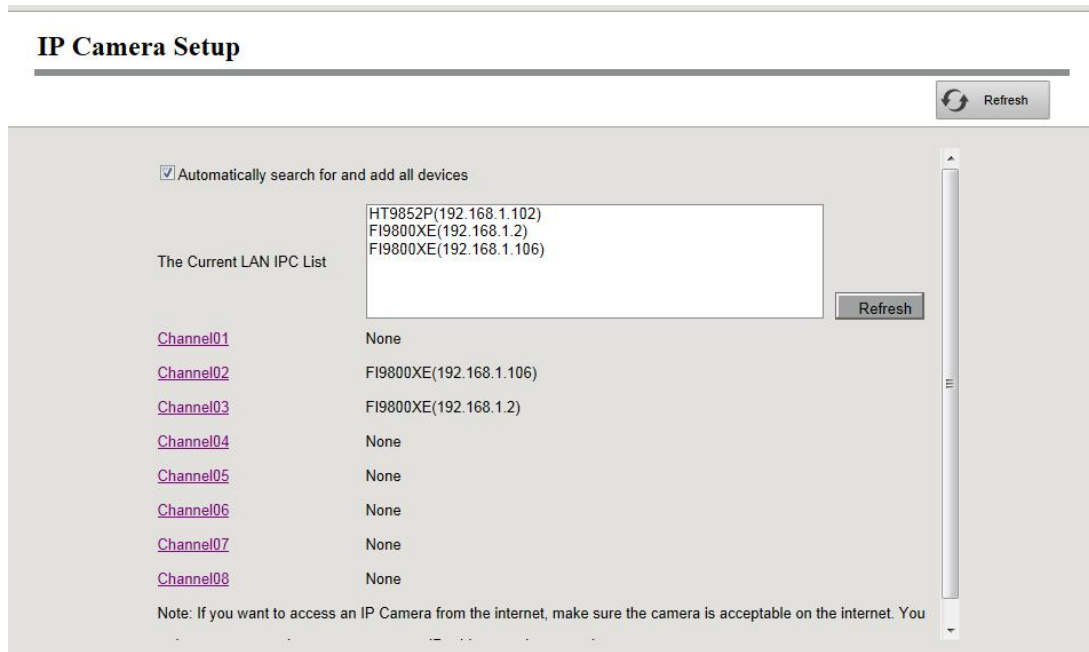 IP Camera Setup
Refresh
Automatically search for and add all devices
HT9852P(192.168.1.102)
FI9800XE(192.168.1.2)
FI9800XE(192.168.1.106)
The Current LAN IPC List
Refresh
Channel01 None
Channel02 FI9800XE(192.168.1.106)
Channel03 FI9800XE(192.168.1.2)
Channel04 None
Channel05 None
Channel06 None
Channel07 None
Channel08 None
Note: If you want to access an IP Camera from the internet, make sure the camera is acceptable on the internet. You